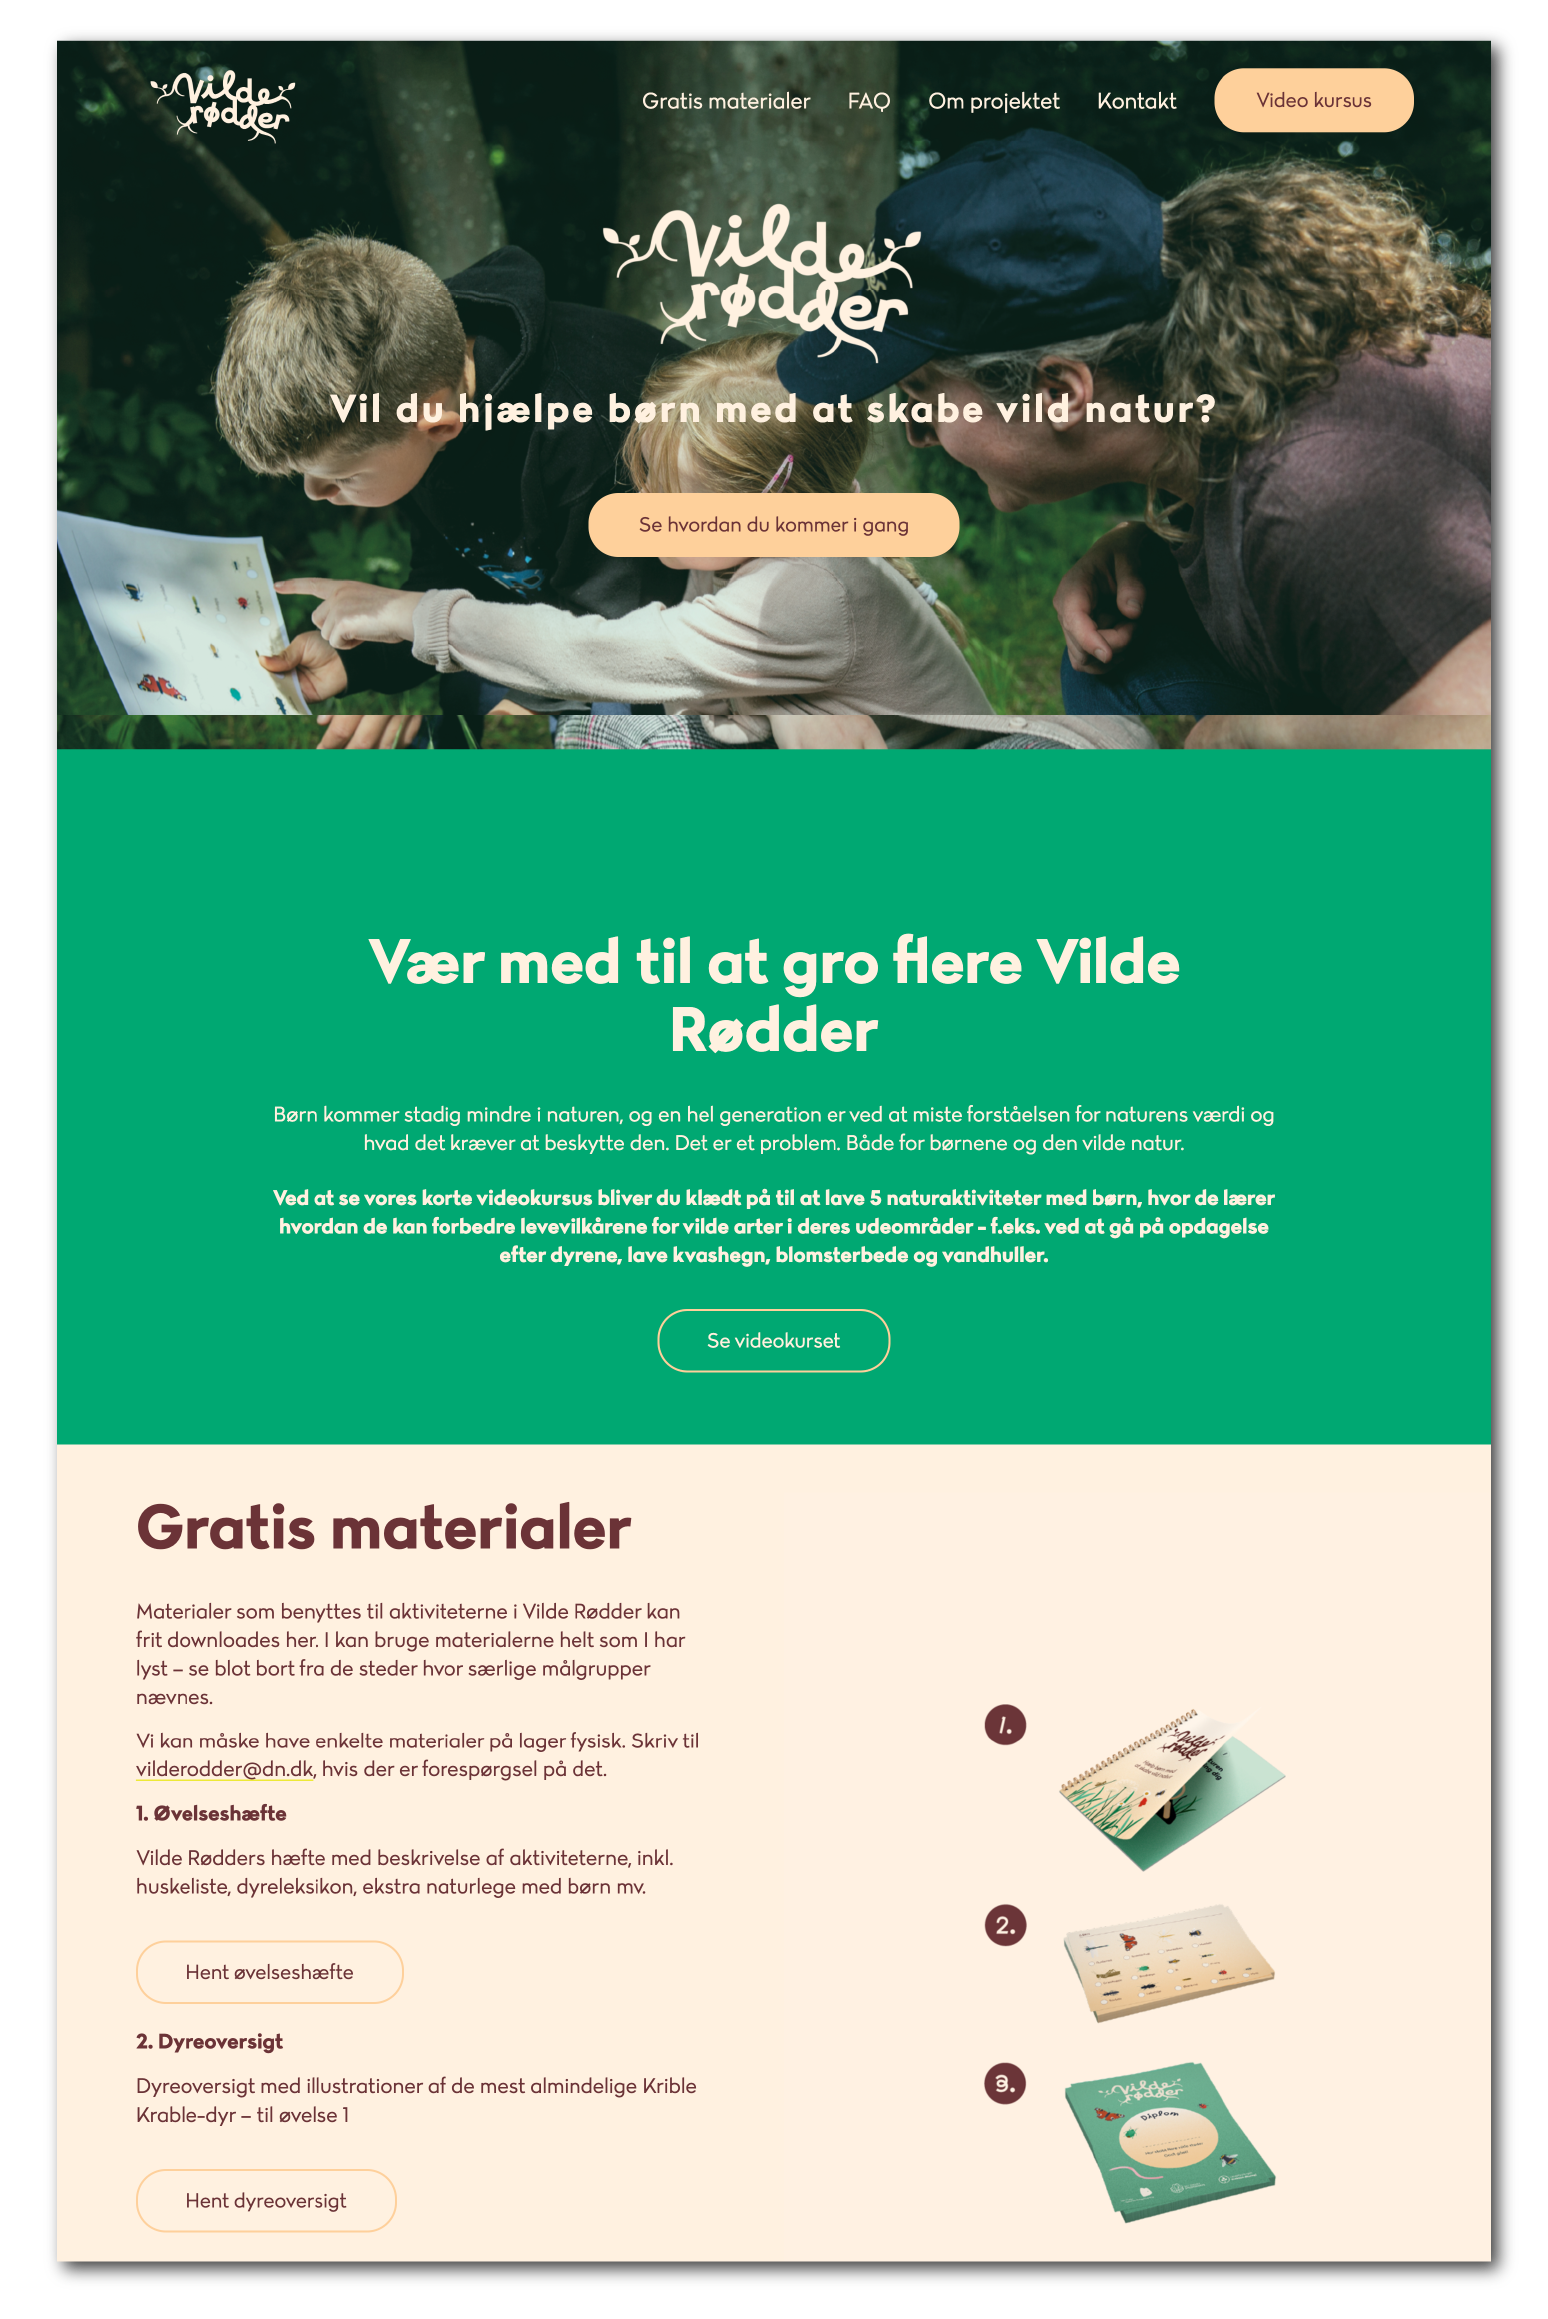 Vilde
rødder
Gratis materialer FAQ Om projektet Kontakt Video kursus
Vilde
rødder
Vil du hjælpe børn med at skabe vild natur?
Se hvordan du kommer i gang
Vær med til at gro flere Vilde
Rødder
Børn kommer stadig mindre i naturen, og en hel generation er ved at miste forståelsen for naturens værdi og
hvad det kræver at beskytte den. Det er et problem. Både for børnene og den vilde natur.
Ved at se vores korte videokursus bliver du klædt på til at lave 5 naturaktiviteter med børn, hvor de lærer
hvordan de kan forbedre levevilkårene for vilde arter i deres udeområder - f.eks. ved at gå på opdagelse
efter dyrene, lave kvashegn, blomsterbede og vandhuller.
Se videokurset
Gratis materialer
Materialer som benyttes til aktiviteterne i Vilde Rødder kan
frit downloades her. I kan bruge materialerne helt som I har
lyst – se blot bort fra de steder hvor særlige målgrupper
nævnes.
Vi kan måske have enkelte materialer på lager fysisk. Skriv til
vilderodder@dn.dk, hvis der er forespørgsel på det.
1. Øvelseshæfte
Vilde Rødders hæfte med beskrivelse af aktiviteterne, inkl.
huskeliste, dyreleksikon, ekstra naturlege med børn mv.
Hent øvelseshæfte
2. Dyreoversigt
Dyreoversigt med illustrationer af de mest almindelige Krible
Krable-dyr – til øvelse 1
Hent dyreoversigt
1.
Vilde
rødder
2.
3.
Vilde
rødder
Diplom